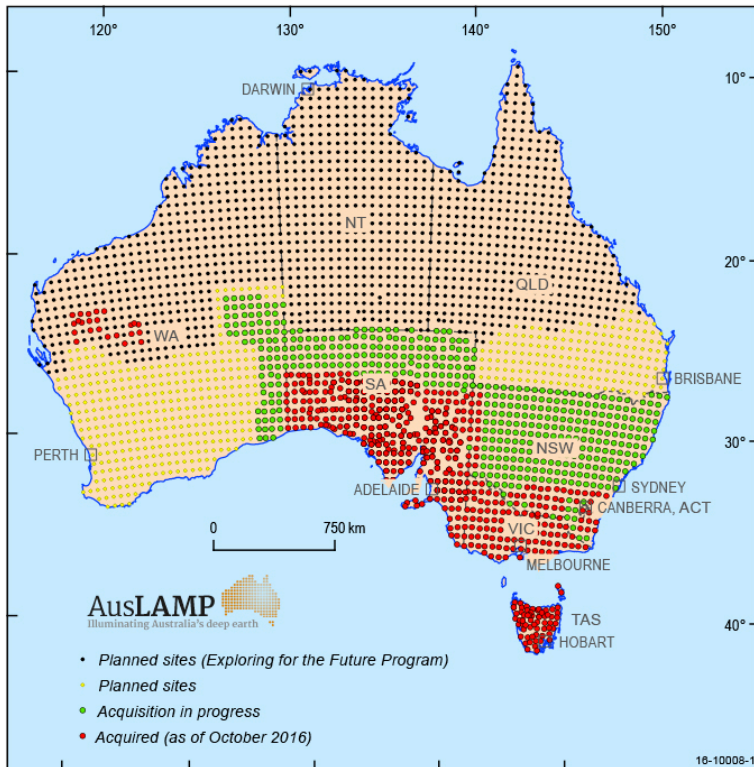 120°
130°
140°
150°
DARWIN
10°
NT
20°
QLD
WA
SA
BRISBANE
NSW
30°
PERTH
ADELAIDE
SYDNEY
CANBERRA, ACT
0 750 km
VIC
MELBOURNE
AusLAMP
Illuminating Australia's deep earth
TAS
40°
HOBART
Planned sites (Exploring for the Future Program)
Planned sites
Acquisition in progress
Acquired (as of October 2016)
16-10008-1